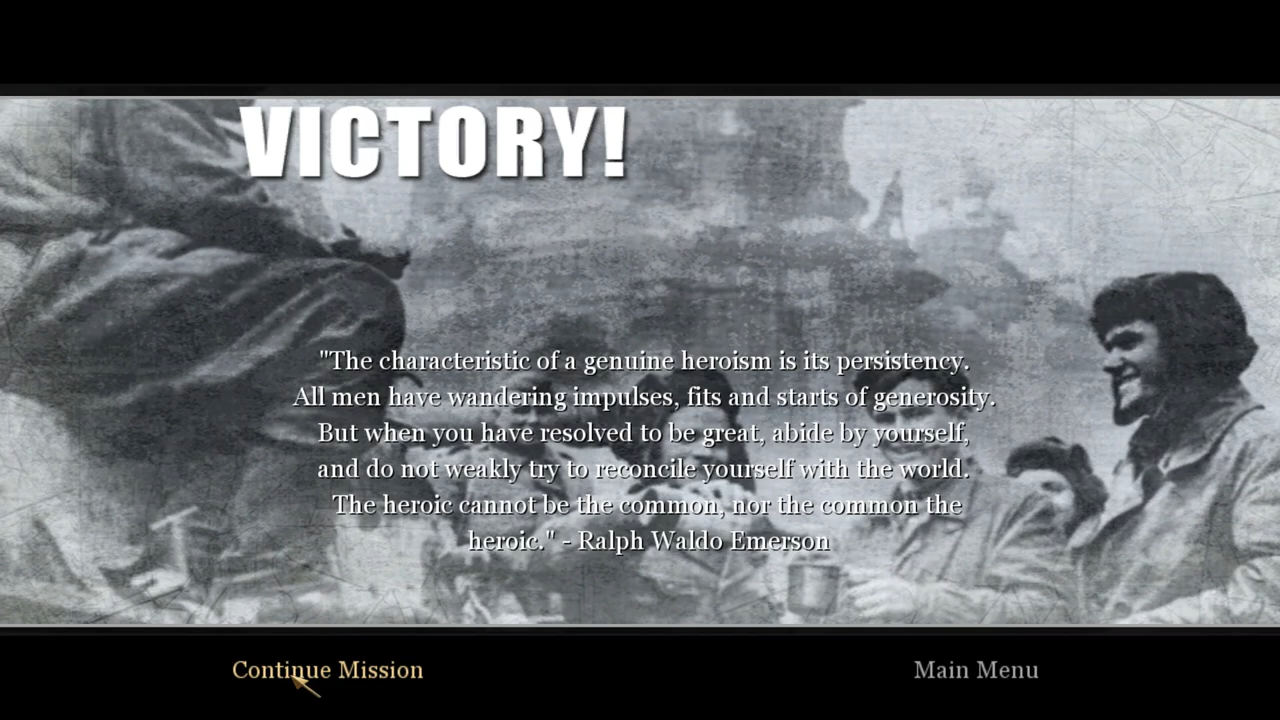 VICTORY!
"The characteristic of a genuine heroism is its persistency.
All men have wandering impulses, fits and starts of generosity.
But when you have resolved to be great, abide by yourself,
and do not weakly try to reconcile yourself with the world.
The heroic cannot be the common, nor the common the
heroic." - Ralph Waldo Emerson
Continue Mission
Main Menu